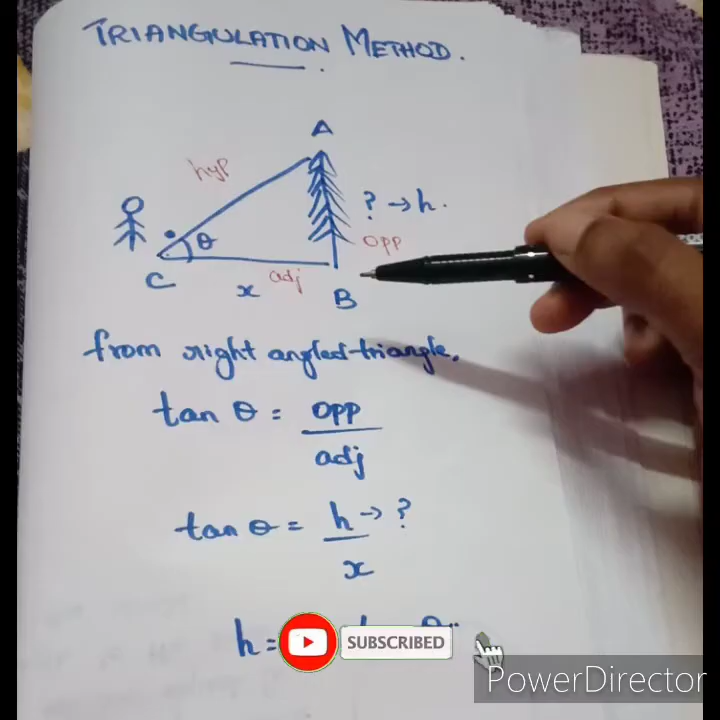 TRIANGULATION METHOD.
A
hyp
? → h.
θ
opp
C
x
adj
B
from right angled triangle,
tan θ = opp
adj
tan θ = h → ?
x
h =
SUBSCRIBED
PowerDirector